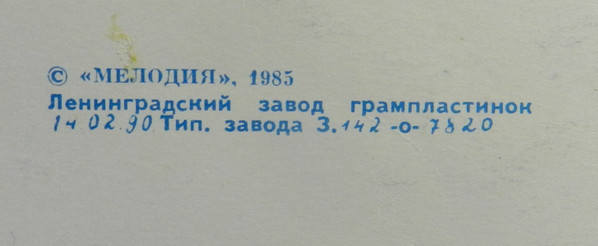 © «МЕЛОДИЯ», 1985
Ленинградский завод грампластинок
14.02.90. Тип. завода З. 142 -о- 7820